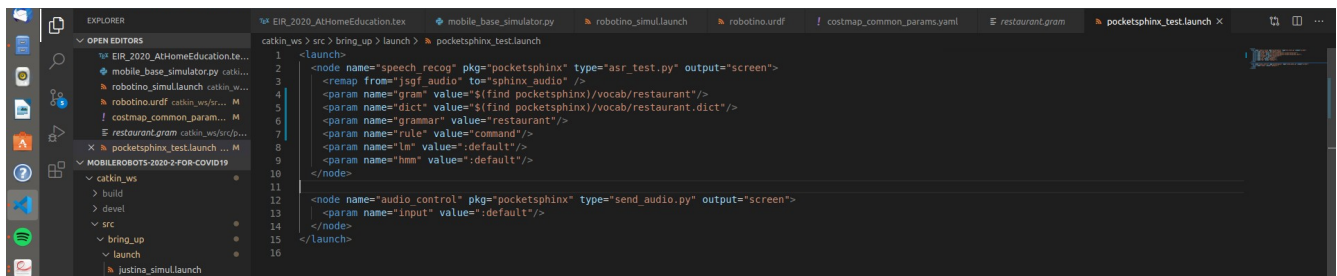 EXPLORER
OPEN EDITORS
TeX EIR_2020_AtHomeEducation.te...
mobile_base_simulator.py catki...
robotino_simul.launch catkin_w...
robotino.urdf catkin_ws/sr... M
! costmap_common_param... M
restaurant.gram catkin_ws/src/p...
× pocketsphinx_test.launch ... M
MOBILEROBOTS-2020-2-FOR-COVID19
catkin_ws
> build
> devel
src
bring_up
launch
justina_simul.launch
TeX EIR_2020_AtHomeEducation.tex
mobile_base_simulator.py
robotino_simul.launch
robotino.urdf
! costmap_common_params.yaml
restaurant.gram
pocketsphinx_test.launch ×
catkin_ws > src > bring_up > launch > pocketsphinx_test.launch
1 <launch>
2 <node name="speech_recog" pkg="pocketsphinx" type="asr_test.py" output="screen">
3 <remap from="jsgf_audio" to="sphinx_audio" />
4 <param name="gram" value="$(find pocketsphinx)/vocab/restaurant"/>
5 <param name="dict" value="$(find pocketsphinx)/vocab/restaurant.dict"/>
6 <param name="grammar" value="restaurant"/>
7 <param name="rule" value="command"/>
8 <param name="lm" value=":default"/>
9 <param name="hmm" value=":default"/>
10 </node>
11
12 <node name="audio_control" pkg="pocketsphinx" type="send_audio.py" output="screen">
13 <param name="input" value=":default"/>
14 </node>
15 </launch>
16